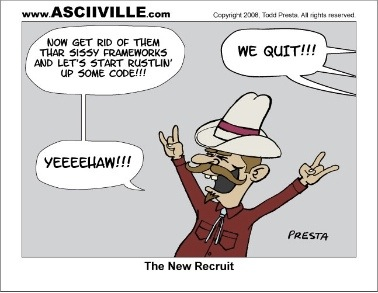 www.ASCIIVILLE.com
Copyright 2008, Todd Presta. All rights reserved.
NOW GET RID OF THEM
THAR SISSY FRAMEWORKS
AND LET'S START RUSTLIN'
UP SOME CODE!!!
WE QUIT!!!
YEEEEHAW!!!
PRESTA
The New Recruit